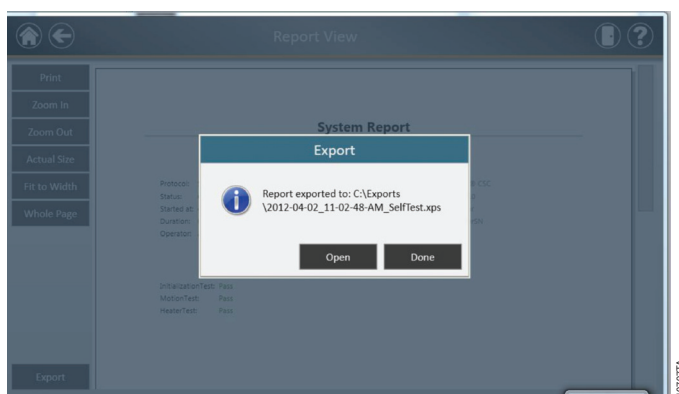 Report View
Print
Zoom In
Zoom Out
Actual Size
Fit to Width
Whole Page
Export
System Report
Protocol:
Status:
Started at:
Duration:
Operator:
CSC
InitializationTest: Pass
MotionTest: Pass
HeaterTest: Pass
Export
Report exported to: C:\Exports
\2012-04-02_11-02-48-AM_SelfTest.xps
Open
Done